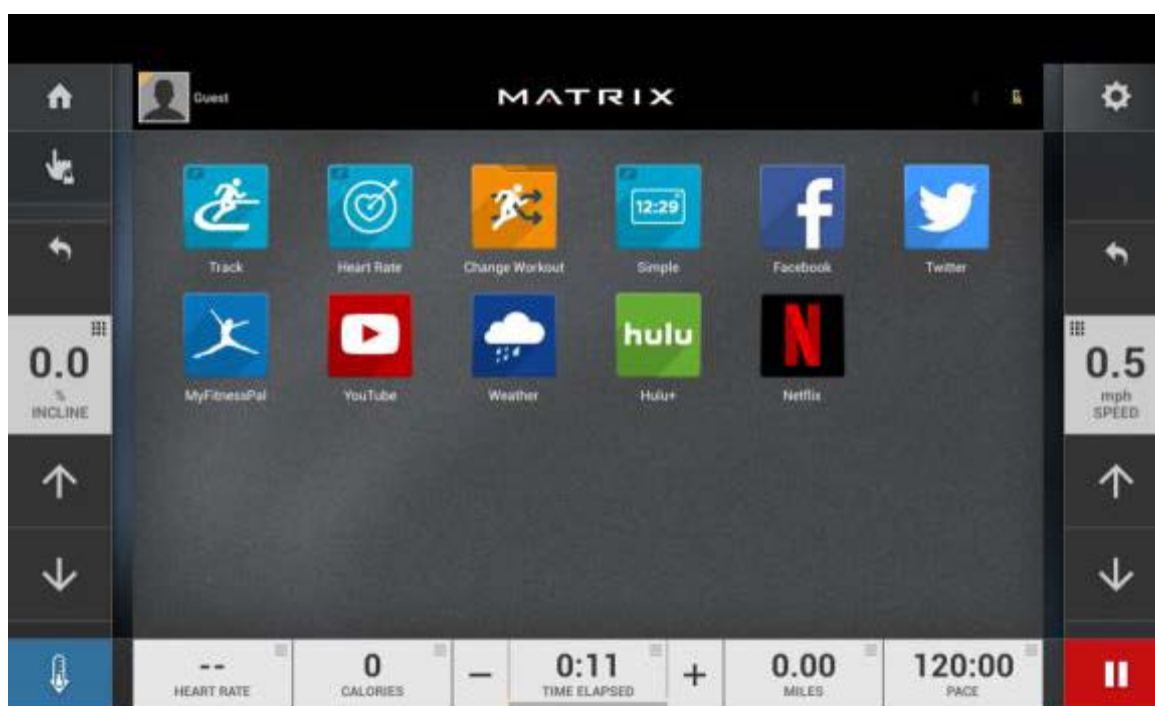 Guest
MATRIX
12:29
f
Track
Heart Rate
Change Workout
Simple
Facebook
Twitter
hulu
N
MyFitnessPal
YouTube
Weather
Hulu+
Netflix
0.0
%
INCLINE
0.5
mph
SPEED
--
HEART RATE
0
CALORIES
−
0:11
TIME ELAPSED
+
0.00
MILES
120:00
PACE